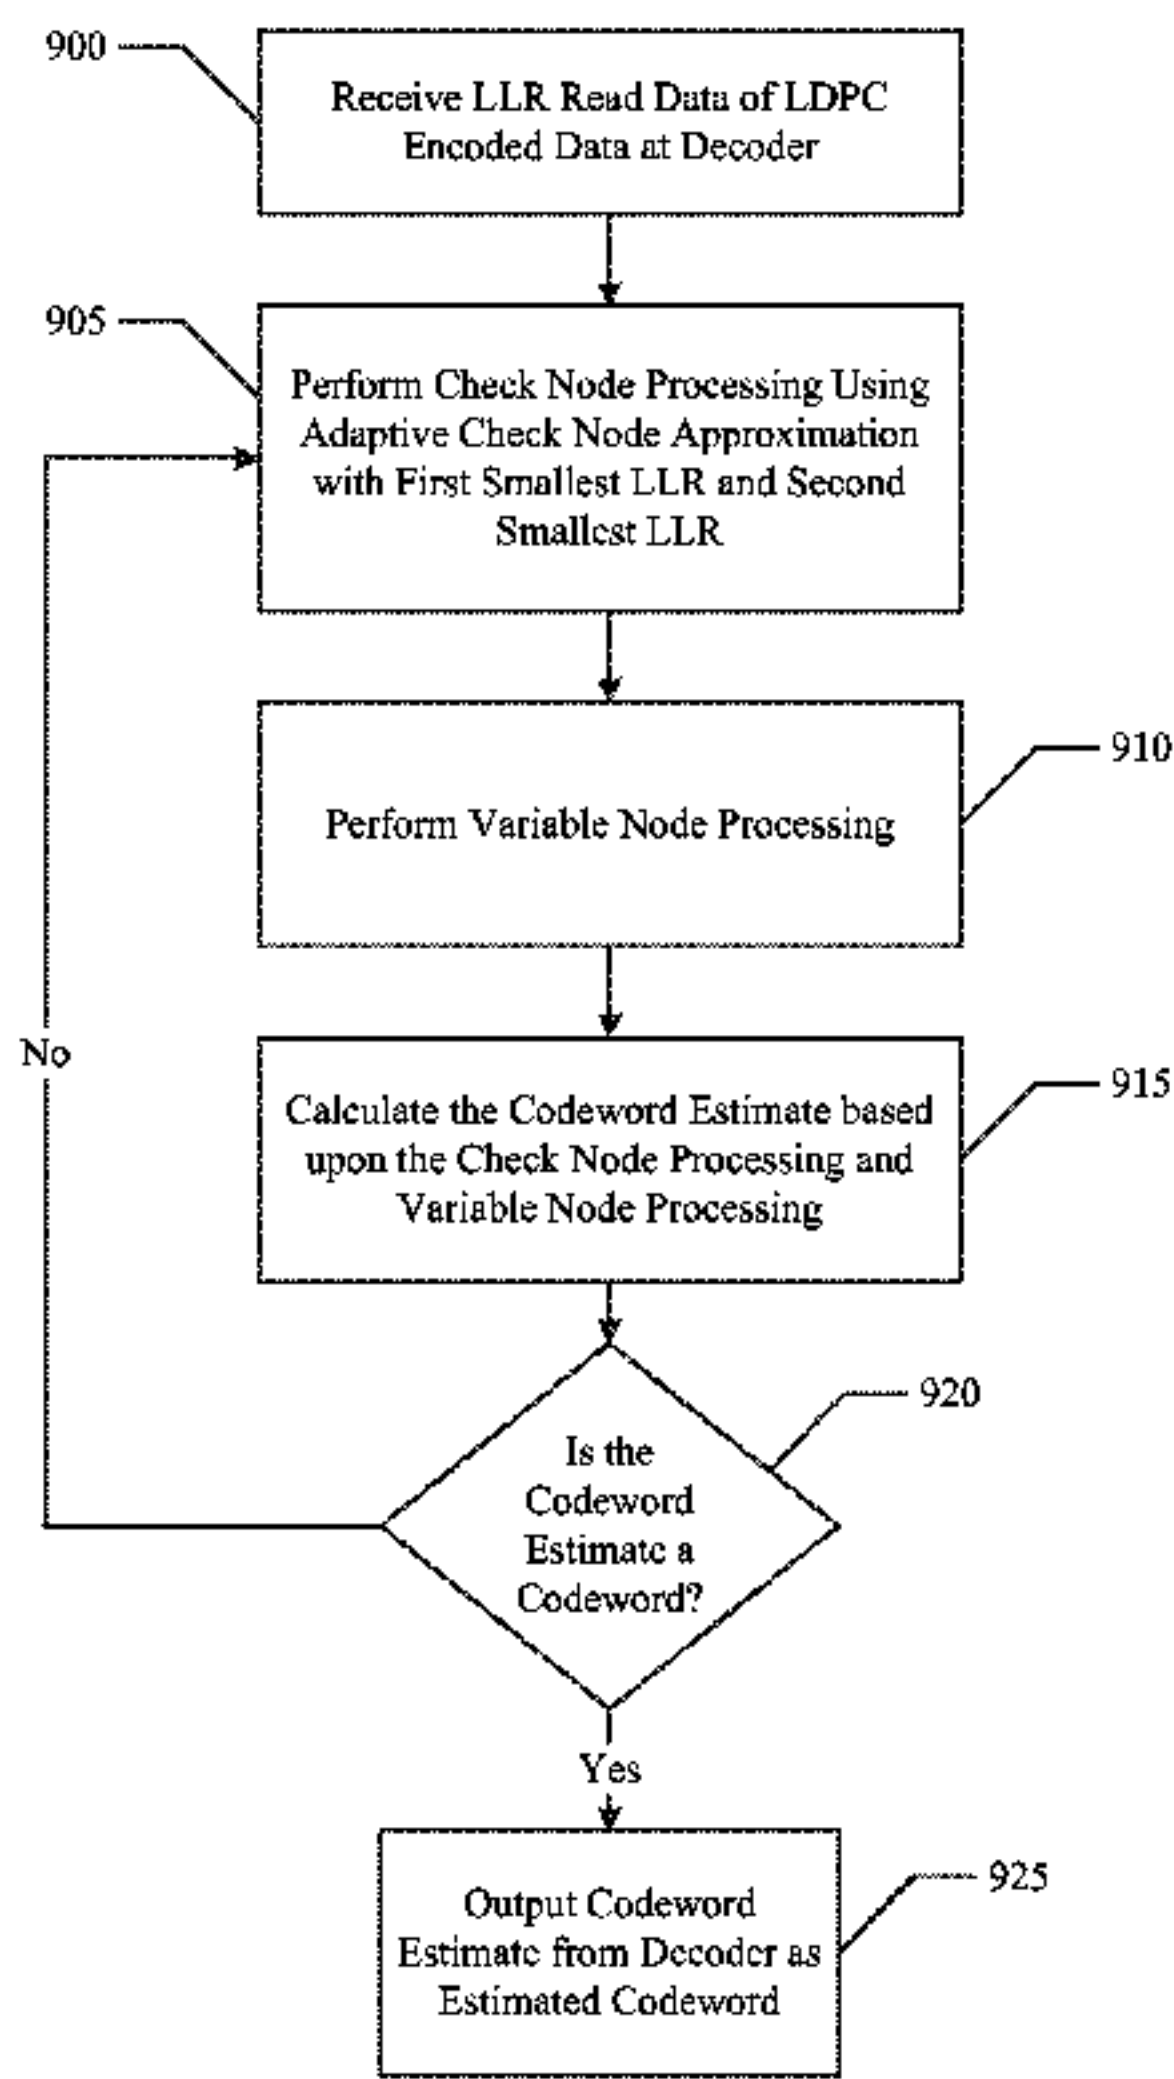 900
Receive LLR Read Data of LDPC
Encoded Data at Decoder
905
Perform Check Node Processing Using
Adaptive Check Node Approximation
with First Smallest LLR and Second
Smallest LLR
910
Perform Variable Node Processing
No
915
Calculate the Codeword Estimate based
upon the Check Node Processing and
Variable Node Processing
920
Is the
Codeword
Estimate a
Codeword?
Yes
925
Output Codeword
Estimate from Decoder as
Estimated Codeword